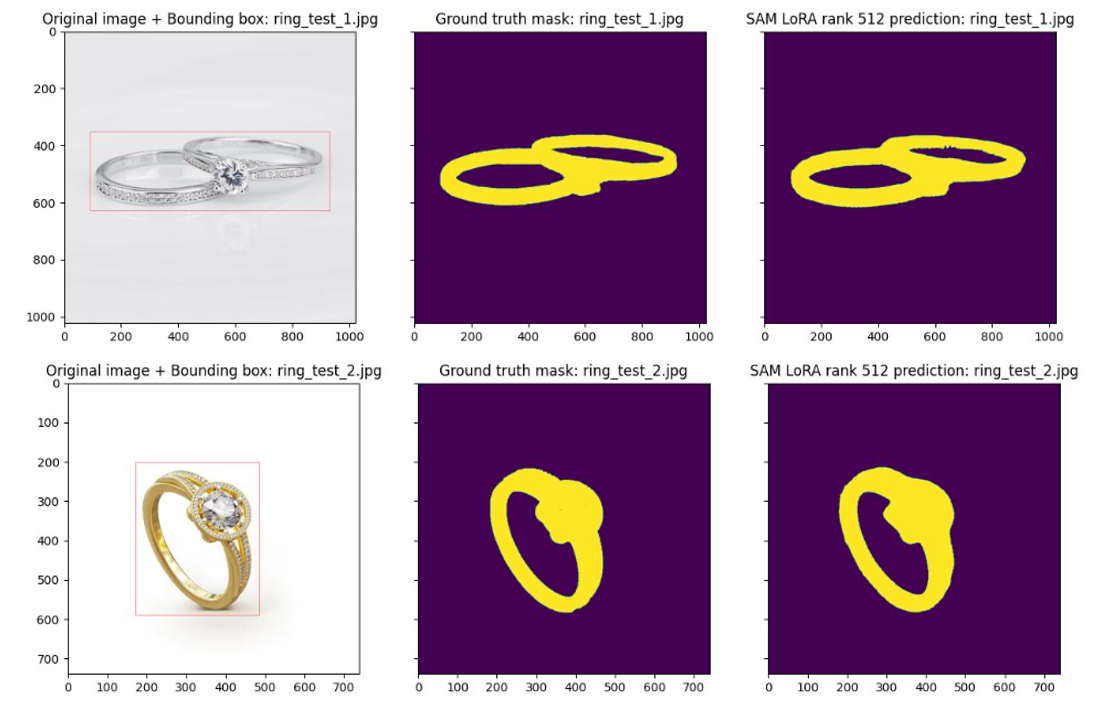 Original image + Bounding box: ring_test_1.jpg
Ground truth mask: ring_test_1.jpg
SAM LoRA rank 512 prediction: ring_test_1.jpg
0
200
400
600
800
1000
0 200 400 600 800 1000
0 200 400 600 800 1000
0 200 400 600 800 1000
Original image + Bounding box: ring_test_2.jpg
Ground truth mask: ring_test_2.jpg
SAM LoRA rank 512 prediction: ring_test_2.jpg
0
100
200
300
400
500
600
700
0 100 200 300 400 500 600 700
0 100 200 300 400 500 600 700
0 100 200 300 400 500 600 700